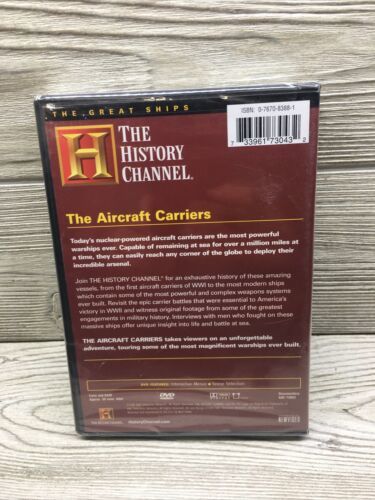 THE GREAT SHIPS
ISBN: 0-7670-8388-1
7 33961 73043 2
H
THE
HISTORY
CHANNEL
The Aircraft Carriers
Today's nuclear-powered aircraft carriers are the most powerful
warships ever. Capable of remaining at sea for over a million miles at
a time, they can easily reach any corner of the globe to deploy their
incredible arsenal.
Join THE HISTORY CHANNEL® for an exhaustive history of these amazing
vessels, from the first aircraft carriers of WWI to the most modern ships
which contain some of the most powerful and complex weapons systems
ever built. Revisit the epic carrier battles that were essential to America's
victory in WWII and witness original footage from some of the greatest
engagements in military history. Interviews with men who fought on these
massive ships offer unique insight into life and battle at sea.
THE AIRCRAFT CARRIERS takes viewers on an unforgettable
adventure, touring some of the most magnificent warships ever built.
DVD FEATURES: Interactive Menus • Scene Selection
DVD
H
HistoryChannel.com
NEW VIDEO